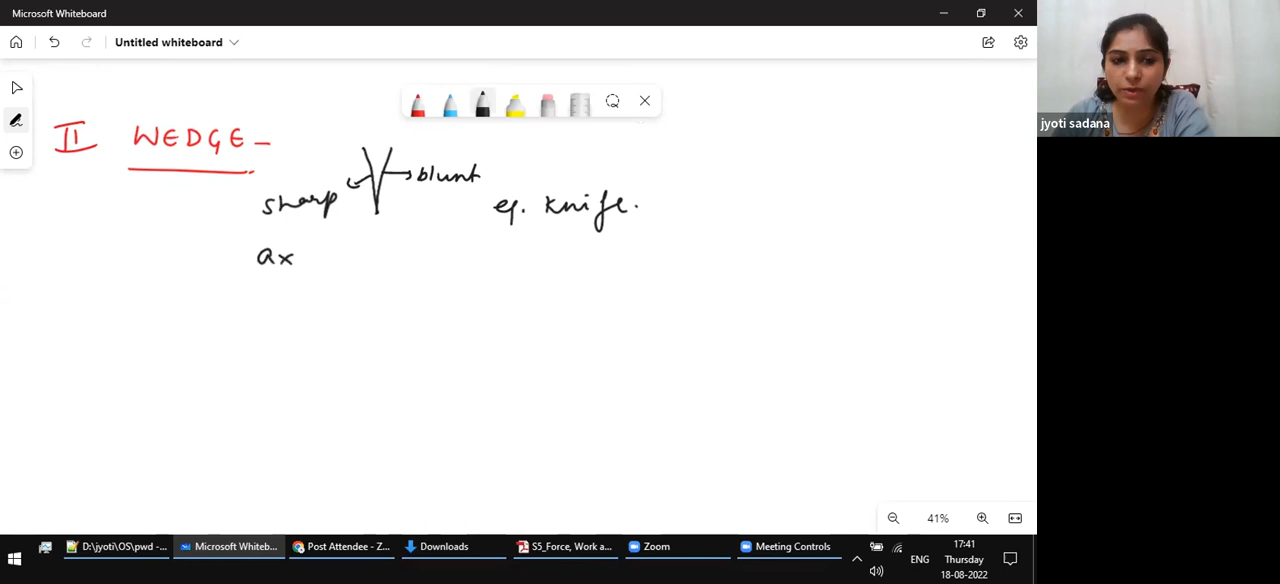 Microsoft Whiteboard
Untitled whiteboard
jyoti sadana
II WEDGE -
sharp
blunt
eg. knife.
ax
41%
D:\jyoti\OS\pwd -...
Microsoft Whiteb...
Post Attendee - Z...
Downloads
S5_Force, Work a...
Zoom
Meeting Controls
ENG
17:41
Thursday
18-08-2022